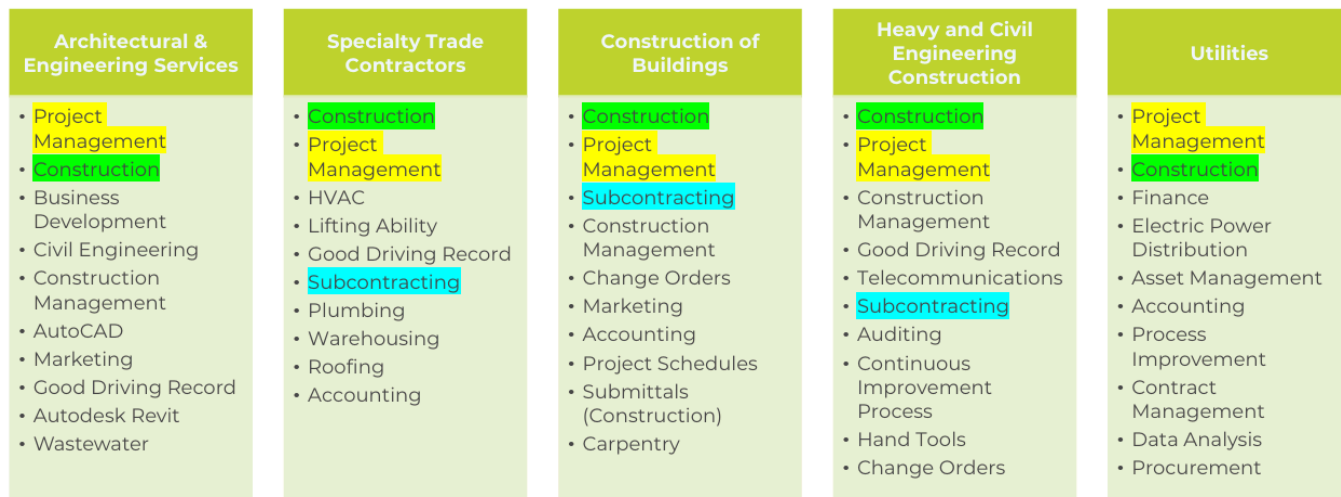 Architectural &
Engineering Services
• Project
Management
• Construction
• Business
Development
• Civil Engineering
• Construction
Management
• AutoCAD
• Marketing
• Good Driving Record
• Autodesk Revit
• Wastewater
Specialty Trade
Contractors
• Construction
• Project
Management
• HVAC
• Lifting Ability
• Good Driving Record
• Subcontracting
• Plumbing
• Warehousing
• Roofing
• Accounting
Construction of
Buildings
• Construction
• Project
Management
• Subcontracting
• Construction
Management
• Change Orders
• Marketing
• Accounting
• Project Schedules
• Submittals
(Construction)
• Carpentry
Heavy and Civil
Engineering
Construction
• Construction
• Project
Management
• Construction
Management
• Good Driving Record
• Telecommunications
• Subcontracting
• Auditing
• Continuous
Improvement
Process
• Hand Tools
• Change Orders
Utilities
• Project
Management
• Construction
• Finance
• Electric Power
Distribution
• Asset Management
• Accounting
• Process
Improvement
• Contract
Management
• Data Analysis
• Procurement